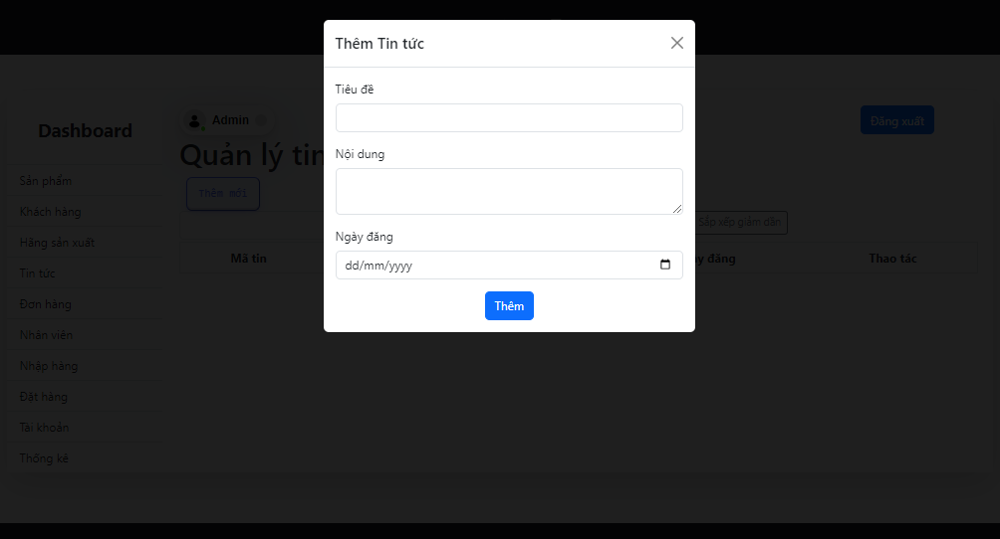 Thêm Tin tức
Tiêu đề
Nội dung
Ngày đăng
dd/mm/yyyy
Thêm
Dashboard
Sản phẩm
Khách hàng
Hãng sản xuất
Tin tức
Đơn hàng
Nhân viên
Nhập hàng
Đặt hàng
Tài khoản
Thống kê
Admin
Đăng xuất
Quản lý tin
Thêm mới
Sắp xếp giảm dần
Mã tin
đăng
Thao tác